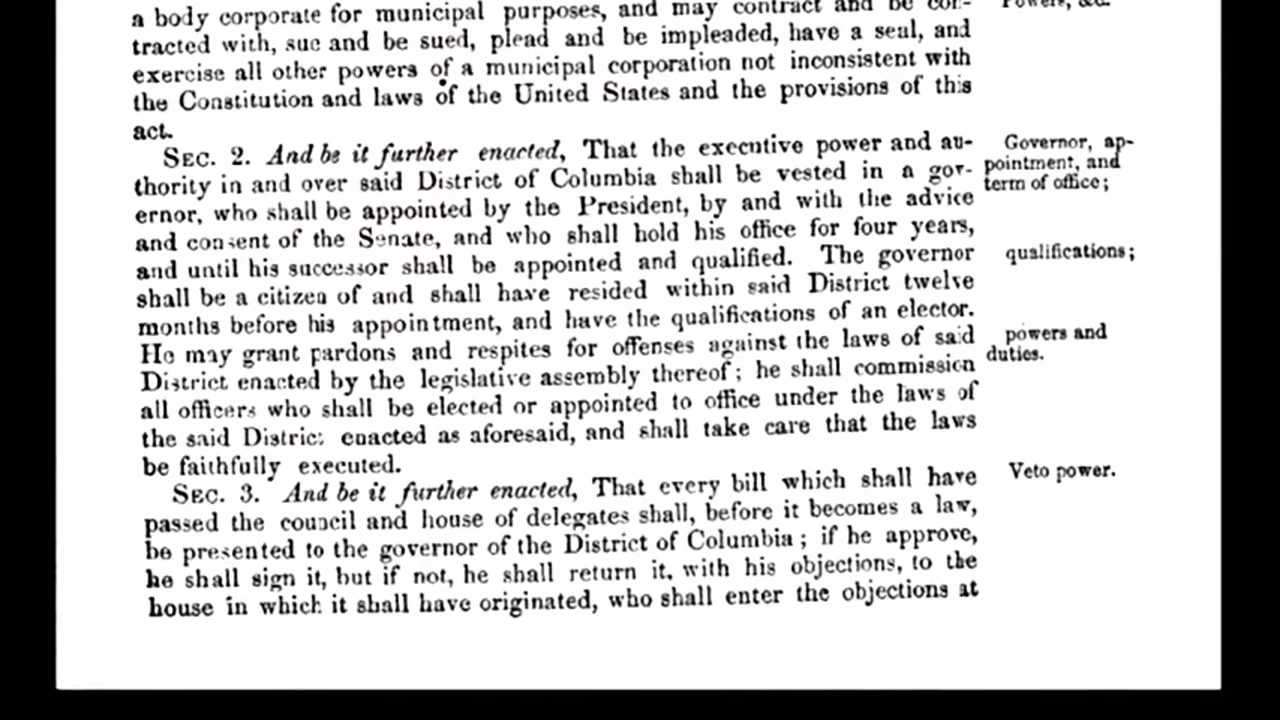 a body corporate for municipal purposes, and may contract and be con-
tracted with, sue and be sued, plead and be impleaded, have a seal, and
exercise all other powers of a municipal corporation not inconsistent with
the Constitution and laws of the United States and the provisions of this
act.
Powers, &c.
SEC. 2. And be it further enacted, That the executive power and au-
thority in and over said District of Columbia shall be vested in a gov-
ernor, who shall be appointed by the President, by and with the advice
and consent of the Senate, and who shall hold his office for four years,
and until his successor shall be appointed and qualified. The governor
shall be a citizen of and shall have resided within said District twelve
months before his appointment, and have the qualifications of an elector.
He may grant pardons and respites for offenses against the laws of said
District enacted by the legislative assembly thereof; he shall commission
all officers who shall be elected or appointed to office under the laws of
the said District enacted as aforesaid, and shall take care that the laws
be faithfully executed.
Governor, ap-
pointment, and
term of office;
qualifications;
powers and
duties.
SEC. 3. And be it further enacted, That every bill which shall have
passed the council and house of delegates shall, before it becomes a law,
be presented to the governor of the District of Columbia; if he approve,
he shall sign it, but if not, he shall return it, with his objections, to the
house in which it shall have originated, who shall enter the objections at
Veto power.